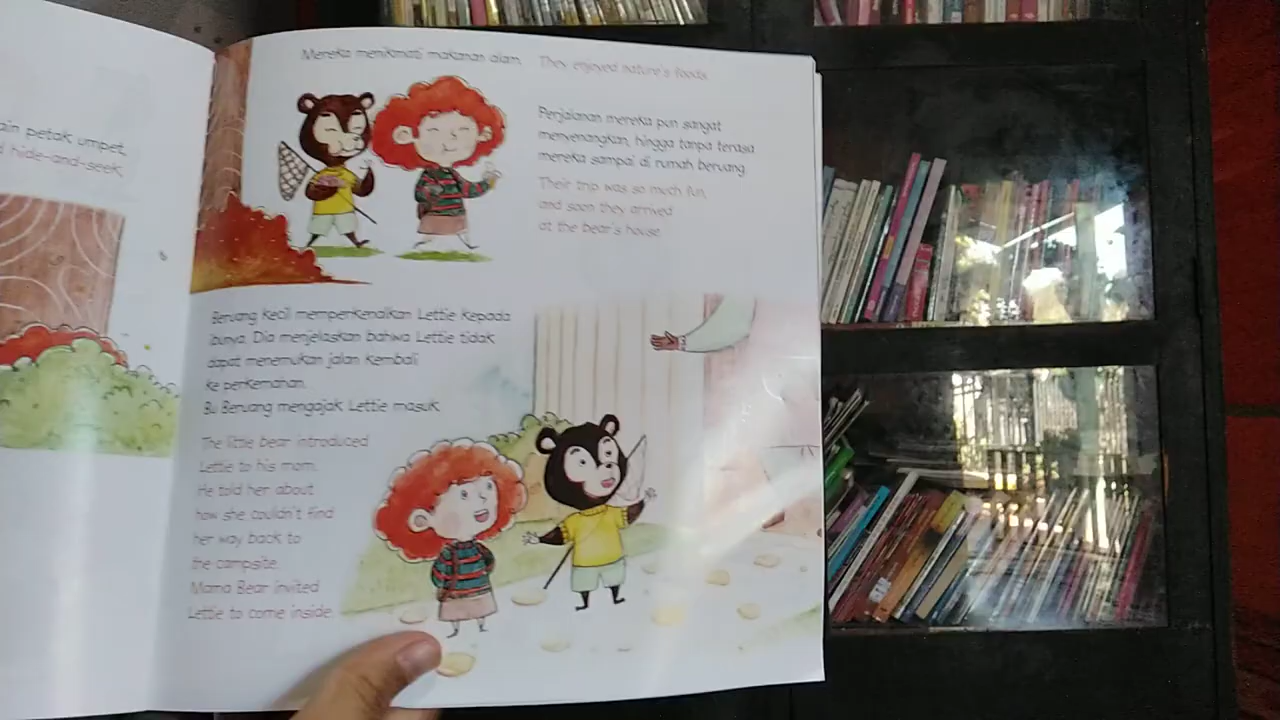 ain petak umpet,
hide-and-seek.
Mereka menikmati makanan alam.
They enjoyed nature's foods.
Perjalanan mereka pun sangat
menyenangkan, hingga tanpa terasa
mereka sampai di rumah beruang.
Their trip was so much fun,
and soon they arrived
at the bear's house.
Beruang kecil memperkenalkan Lettie kepada
ibunya. Dia menjelaskan bahwa Lettie tidak
dapat menemukan jalan kembali
ke perkemahan.
Bu Beruang mengajak Lettie masuk.
The little bear introduced
Lettie to his mom.
He told her about
how she couldn't find
her way back to
the campsite.
Mama Bear invited
Lettie to come inside.